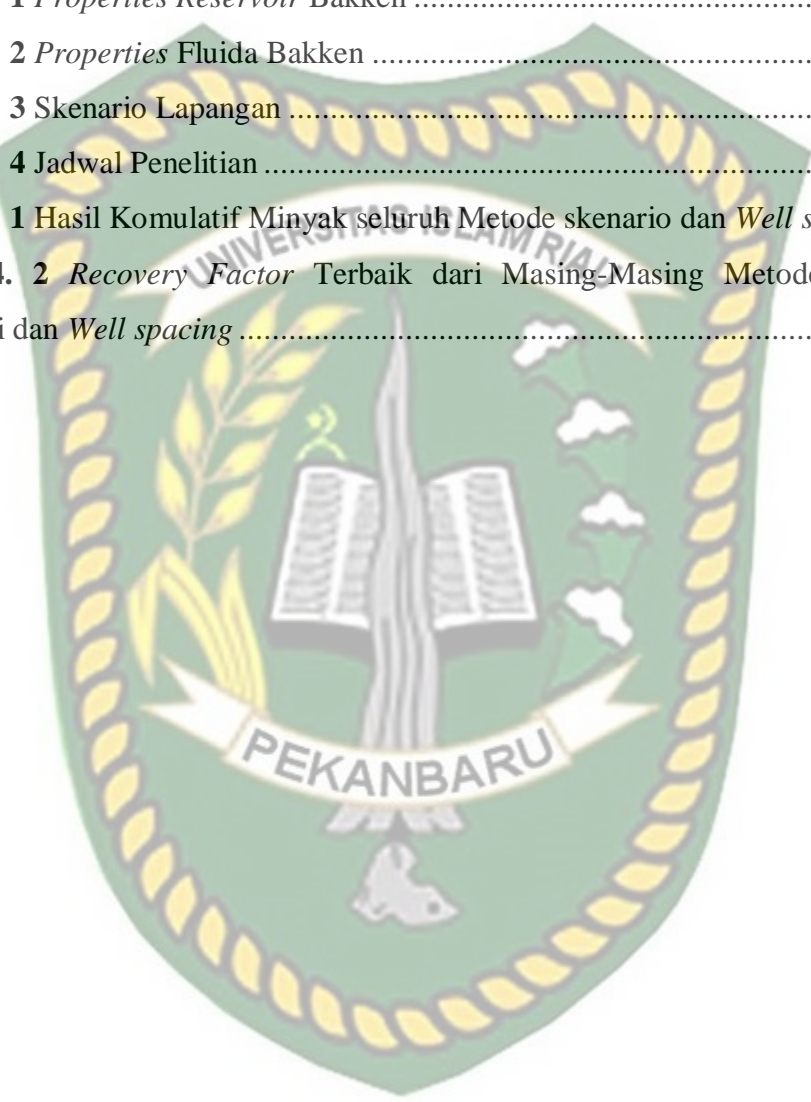 1 Properties Reservoir Bakken ........................................................
2 Properties Fluida Bakken ..............................................................
3 Skenario Lapangan ..........................................................................
4 Jadwal Penelitian ..............................................................................
1 Hasil Komulatif Minyak seluruh Metode skenario dan Well s
4. 2 Recovery Factor Terbaik dari Masing-Masing Metode
i dan Well spacing ...................................................................................
UNIVERSITAS ISLAM RIAU
PEKANBARU